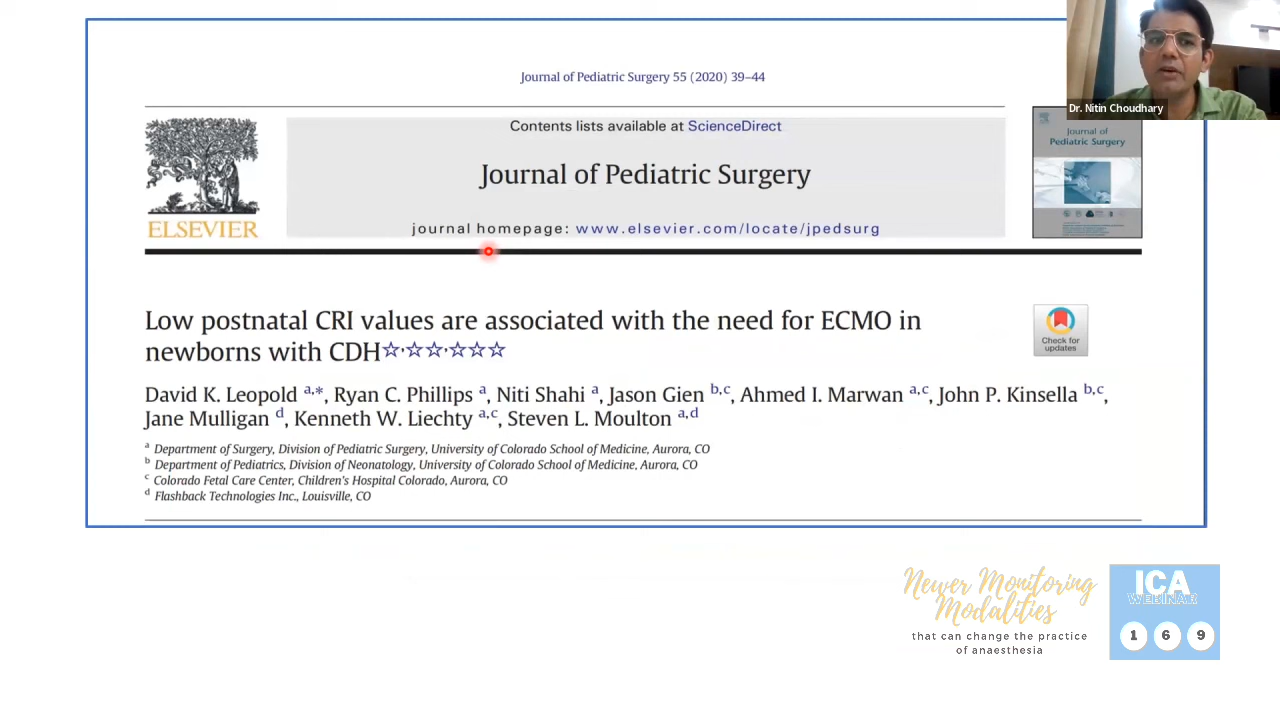 Journal of Pediatric Surgery 55 (2020) 39–44
Dr. Nitin Choudhary
Contents lists available at ScienceDirect
Journal of Pediatric Surgery
journal homepage: www.elsevier.com/locate/jpedsurg
ELSEVIER
Journal of
Pediatric Surgery
Low postnatal CRI values are associated with the need for ECMO in
newborns with CDH☆,☆☆,☆☆☆
Check for
updates
David K. Leopold a,*, Ryan C. Phillips a, Niti Shahi a, Jason Gien b,c, Ahmed I. Marwan a,c, John P. Kinsella b,c,
Jane Mulligan d, Kenneth W. Liechty a,c, Steven L. Moulton a,d
a Department of Surgery, Division of Pediatric Surgery, University of Colorado School of Medicine, Aurora, CO
b Department of Pediatrics, Division of Neonatology, University of Colorado School of Medicine, Aurora, CO
c Colorado Fetal Care Center, Children's Hospital Colorado, Aurora, CO
d Flashback Technologies Inc., Louisville, CO
Newer Monitoring
Modalities
that can change the practice
of anaesthesia
ICA
WEBINAR
1 6 9